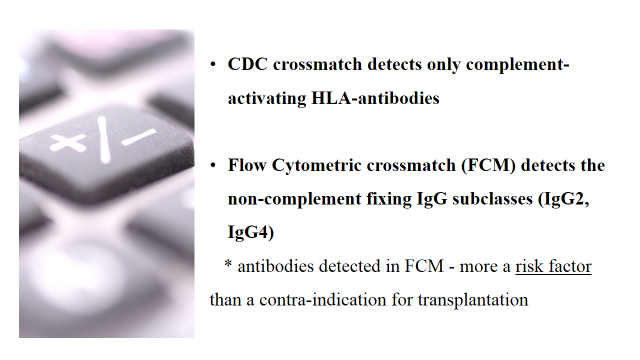 +/−
• CDC crossmatch detects only complement-
activating HLA-antibodies
• Flow Cytometric crossmatch (FCM) detects the
non-complement fixing IgG subclasses (IgG2,
IgG4)
* antibodies detected in FCM - more a risk factor
than a contra-indication for transplantation